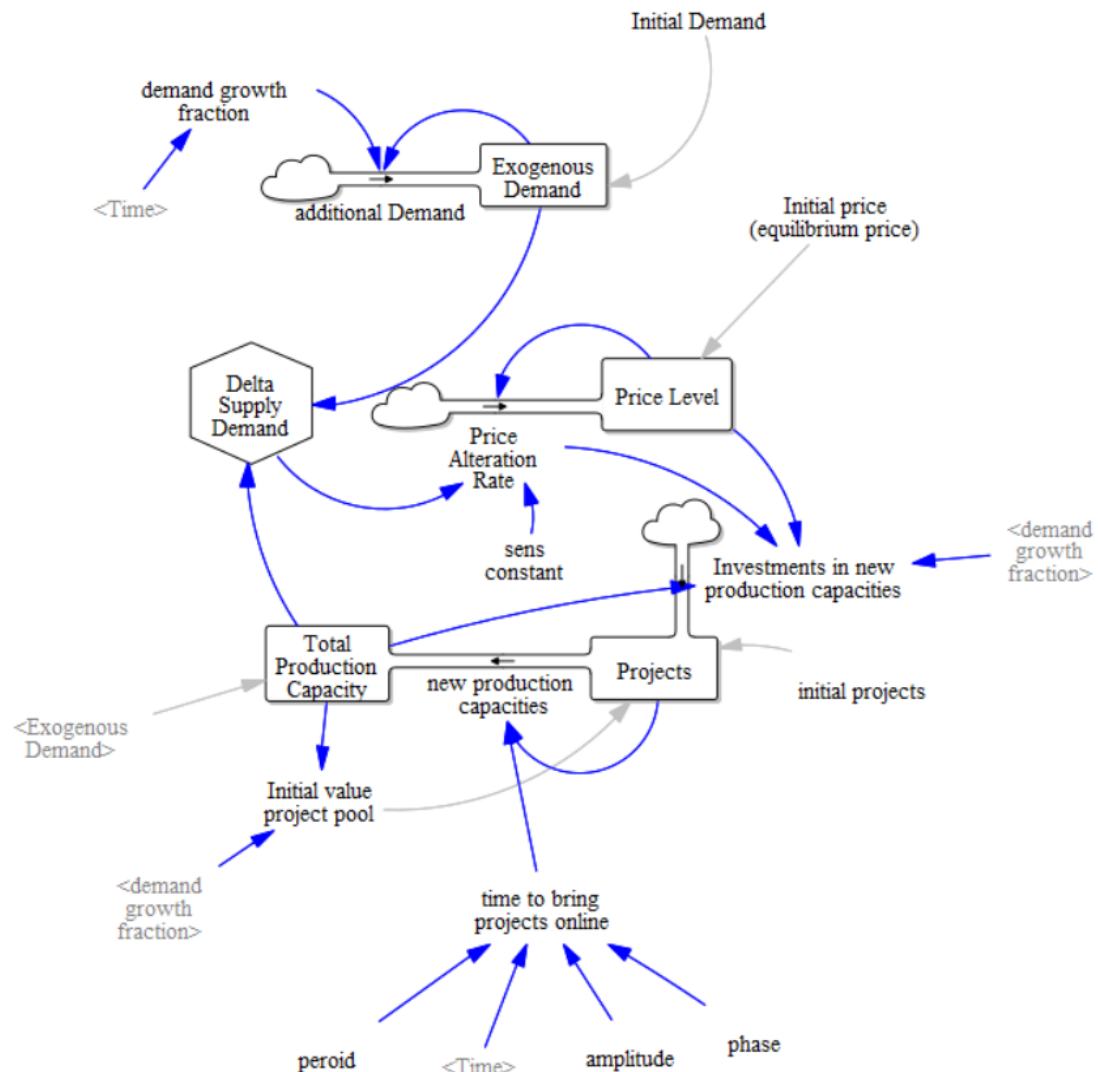 Initial Demand
demand growth
fraction
Exogenous
Demand
<Time>
additional Demand
Initial price
(equilibrium price)
Delta
Supply
Demand
Price Level
Price
Alteration
Rate
sens
constant
<demand
growth
fraction>
Investments in new
production capacities
Total
Production
Capacity
new production
capacities
Projects
initial projects
<Exogenous
Demand>
Initial value
project pool
<demand
growth
fraction>
time to bring
projects online
peroid
<Time>
amplitude
phase